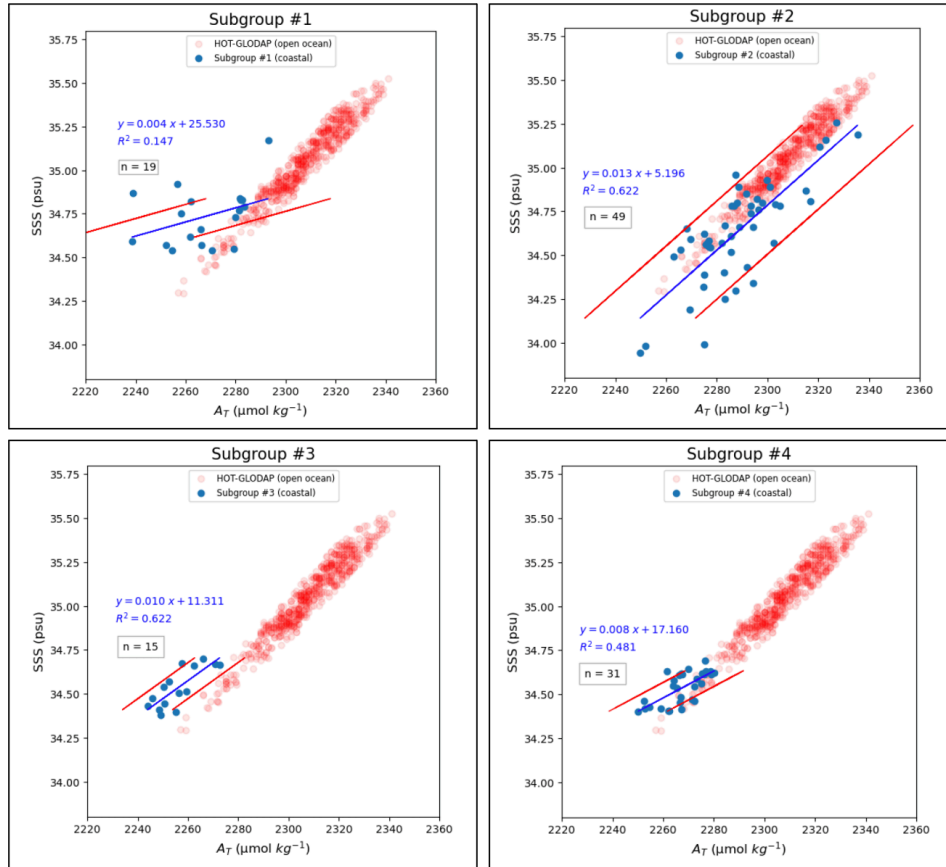 Subgroup #1
HOT-GLODAP (open ocean)
Subgroup #1 (coastal)
y = 0.004 x + 25.530
R² = 0.147
n = 19
SSS (psu)
35.75
35.50
35.25
35.00
34.75
34.50
34.25
34.00
2220 2240 2260 2280 2300 2320 2340 2360
A_T (μmol kg⁻¹)
Subgroup #2
HOT-GLODAP (open ocean)
Subgroup #2 (coastal)
y = 0.013 x + 5.196
R² = 0.622
n = 49
SSS (psu)
35.75
35.50
35.25
35.00
34.75
34.50
34.25
34.00
2220 2240 2260 2280 2300 2320 2340 2360
A_T (μmol kg⁻¹)
Subgroup #3
HOT-GLODAP (open ocean)
Subgroup #3 (coastal)
y = 0.010 x + 11.311
R² = 0.622
n = 15
SSS (psu)
35.75
35.50
35.25
35.00
34.75
34.50
34.25
34.00
2220 2240 2260 2280 2300 2320 2340 2360
A_T (μmol kg⁻¹)
Subgroup #4
HOT-GLODAP (open ocean)
Subgroup #4 (coastal)
y = 0.008 x + 17.160
R² = 0.481
n = 31
SSS (psu)
35.75
35.50
35.25
35.00
34.75
34.50
34.25
34.00
2220 2240 2260 2280 2300 2320 2340 2360
A_T (μmol kg⁻¹)